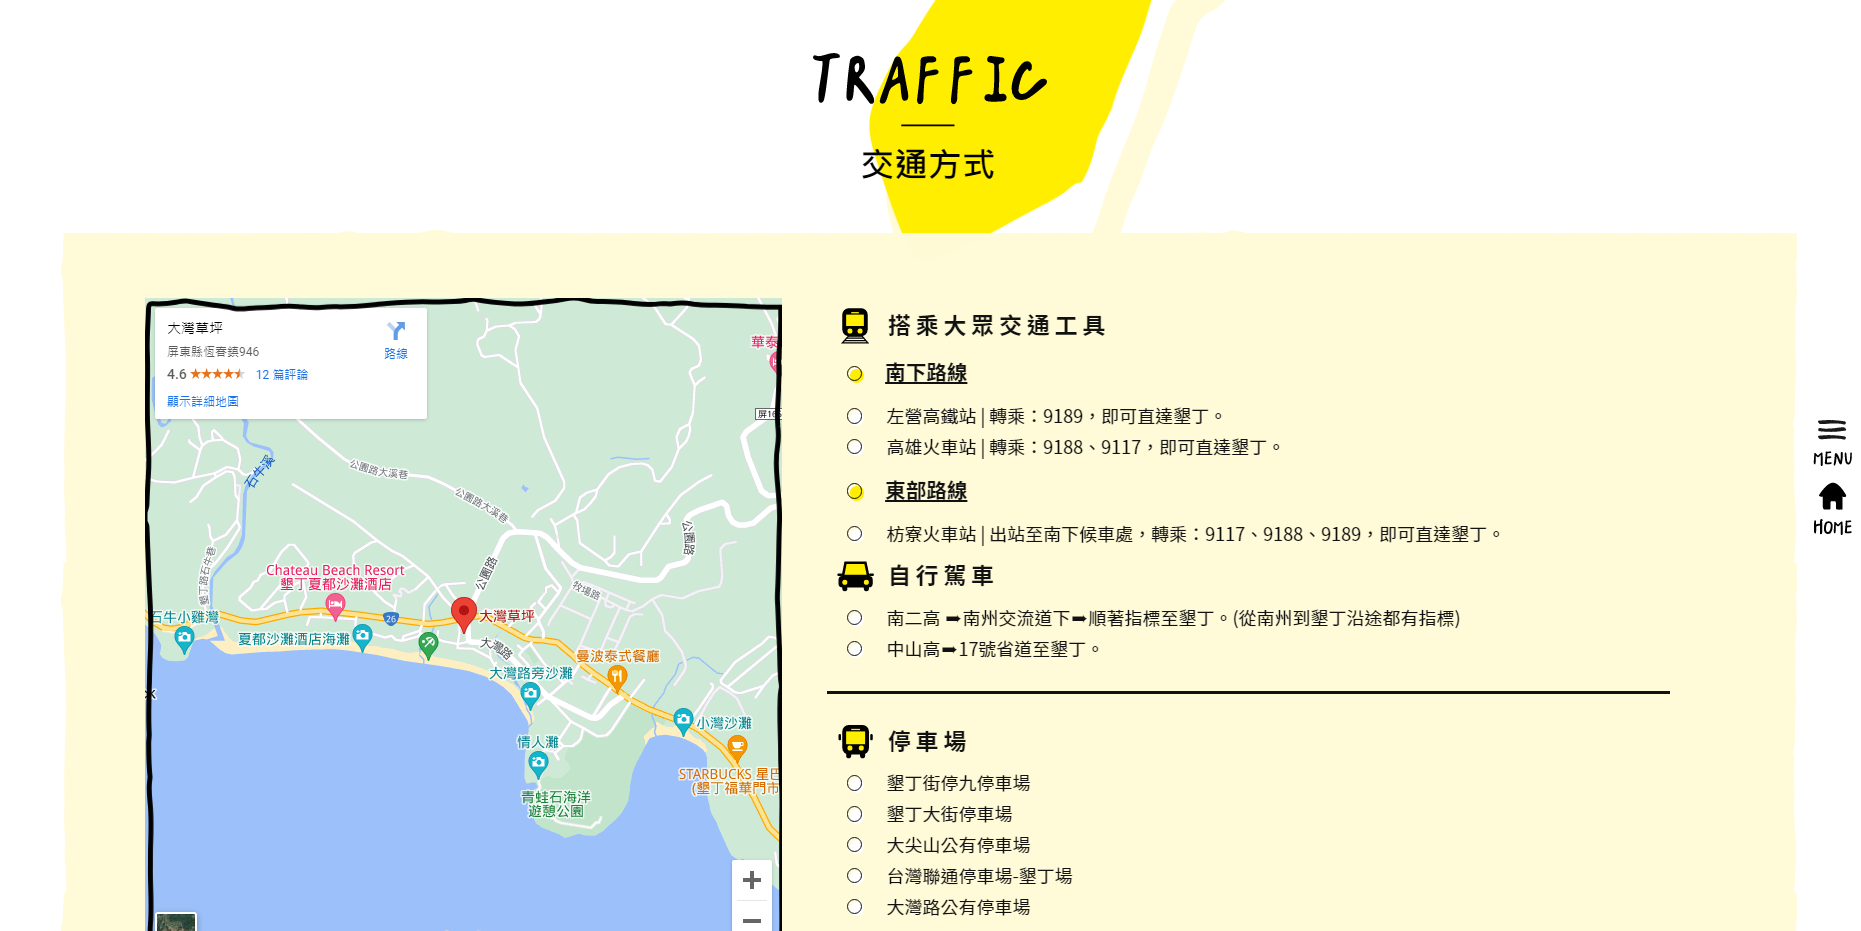 TRAFFIC
交通方式
大灣草坪
屏東縣恆春鎮946
4.6
12 篇評論
顯示詳細地圖
路線
華泰
屏16
石牛溪
公園路大溪巷
公園路大溪巷
公園路
公園路
墾丁路石牛巷
牧場路
Chateau Beach Resort
墾丁夏都沙灘酒店
26
大灣草坪
石牛小雞灣
夏都沙灘酒店海灘
大灣路
曼波泰式餐廳
大灣路旁沙灘
小灣沙灘
情人灘
STARBUCKS 星巴
(墾丁福華門市
青蛙石海洋
遊憩公園
搭乘大眾交通工具
南下路線
左營高鐵站 | 轉乘：9189，即可直達墾丁。
高雄火車站 | 轉乘：9188、9117，即可直達墾丁。
東部路線
枋寮火車站 | 出站至南下候車處，轉乘：9117、9188、9189，即可直達墾丁。
自行駕車
南二高 ➡南州交流道下➡順著指標至墾丁。(從南州到墾丁沿途都有指標)
中山高➡17號省道至墾丁。
停車場
墾丁街停九停車場
墾丁大街停車場
大尖山公有停車場
台灣聯通停車場-墾丁場
大灣路公有停車場
MENU
HOME